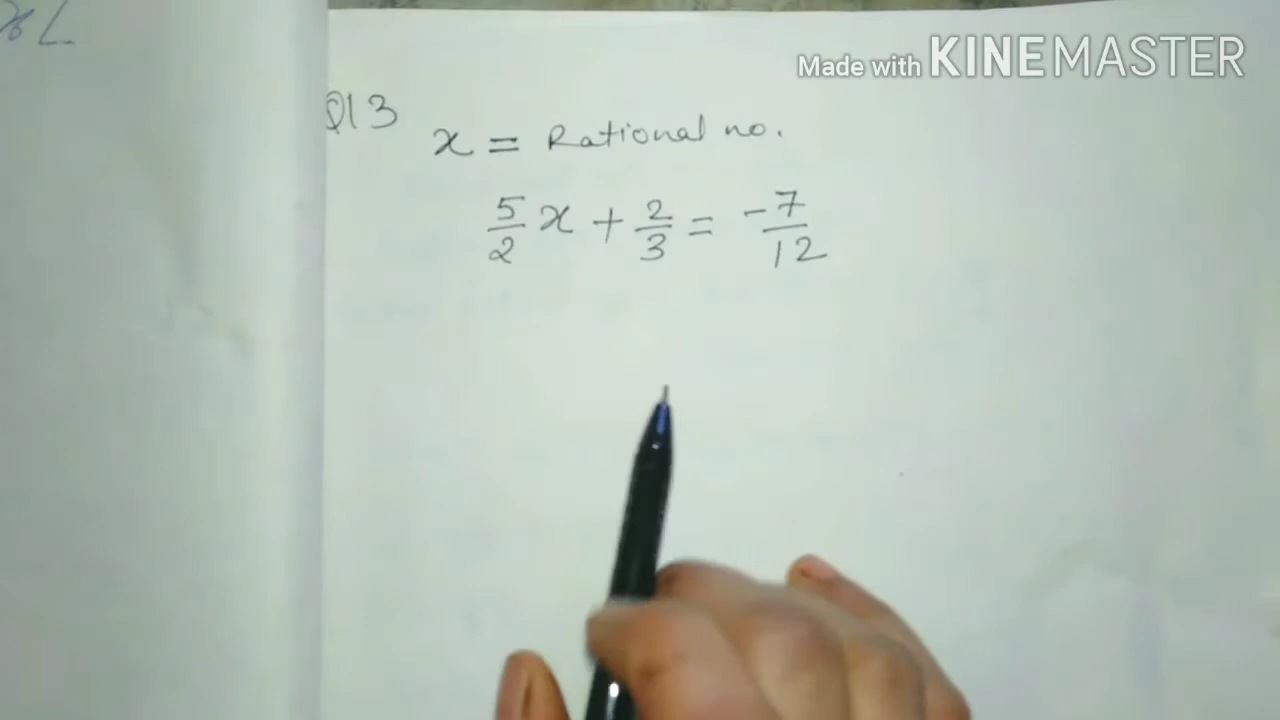 Made with KINEMASTER
Q13
x = Rational no.
5/2 x + 2/3 = -7/12